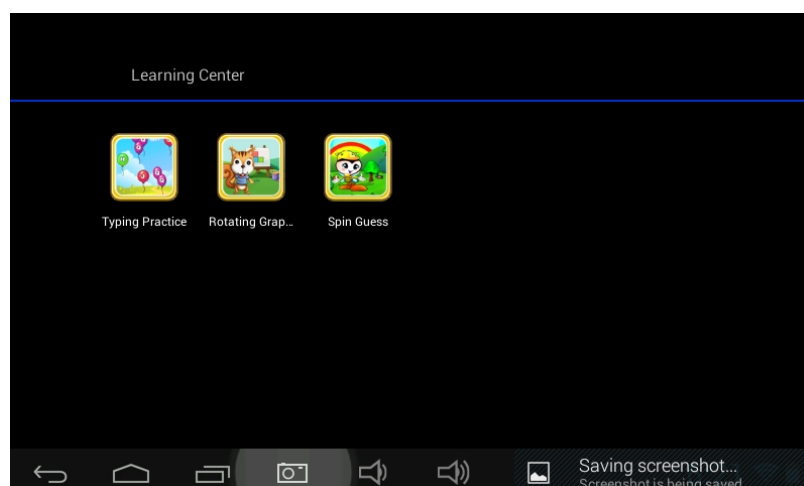 Learning Center
Typing Practice
Rotating Grap...
Spin Guess
Saving screenshot...
Screenshot is being saved